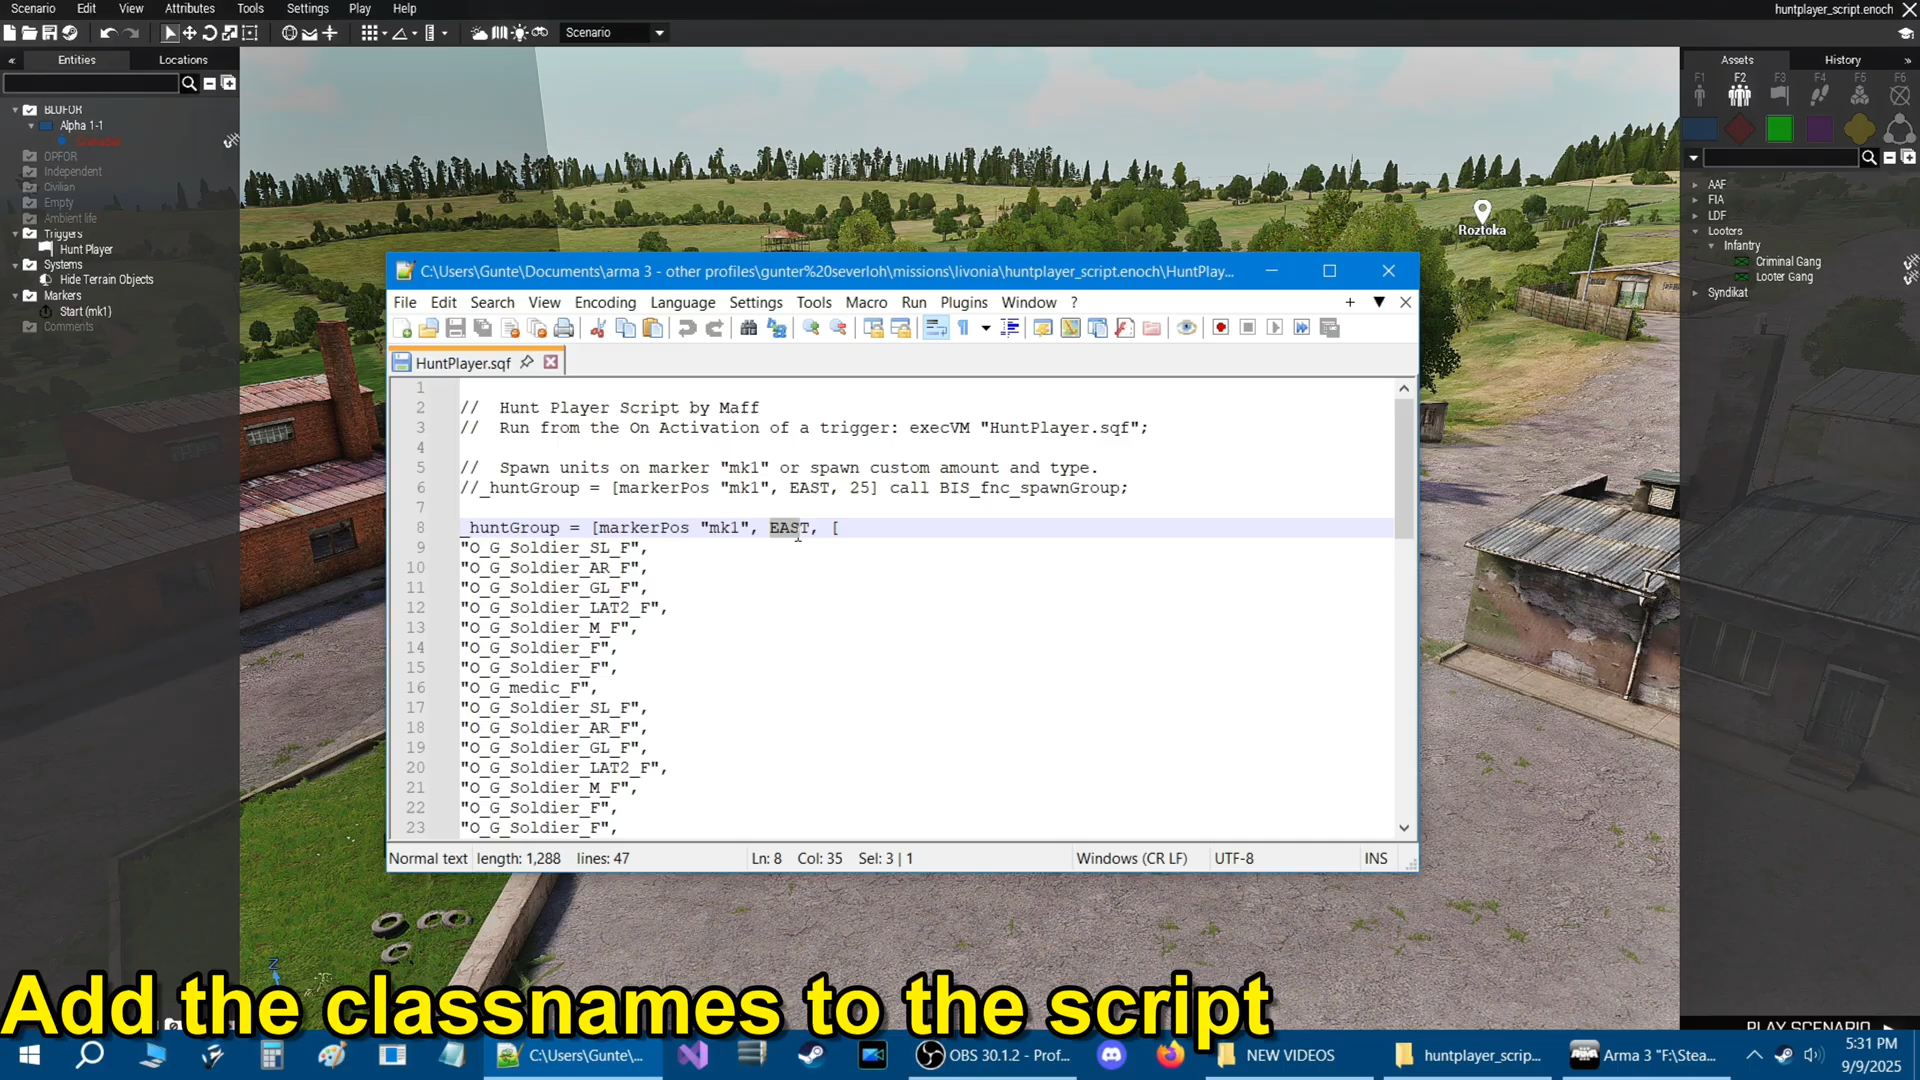 Scenario Edit View Attributes Tools Settings Play Help
huntplayer_script.enoch
Scenario
Entities Locations
BLUFOR
Alpha 1-1
OPFOR
Independent
Civilian
Empty
Ambient life
Triggers
Hunt Player
Systems
Hide Terrain Objects
Markers
Start (mk1)
Comments
Roztoka
Assets History
F1 F2 F3 F4 F5 F6
AAF
FIA
LDF
Looters
Infantry
Criminal Gang
Looter Gang
Syndikat
C:\Users\Gunte\Documents\arma 3 - other profiles\gunter%20severloh\missions\livonia\huntplayer_script.enoch\HuntPlay...
File Edit Search View Encoding Language Settings Tools Macro Run Plugins Window ?
HuntPlayer.sqf
1
2 // Hunt Player Script by Maff
3 // Run from the On Activation of a trigger: execVM "HuntPlayer.sqf";
4
5 // Spawn units on marker "mk1" or spawn custom amount and type.
6 //_huntGroup = [markerPos "mk1", EAST, 25] call BIS_fnc_spawnGroup;
7
8 _huntGroup = [markerPos "mk1", EAST, [
9 "O_G_Soldier_SL_F",
10 "O_G_Soldier_AR_F",
11 "O_G_Soldier_GL_F",
12 "O_G_Soldier_LAT2_F",
13 "O_G_Soldier_M_F",
14 "O_G_Soldier_F",
15 "O_G_Soldier_F",
16 "O_G_medic_F",
17 "O_G_Soldier_SL_F",
18 "O_G_Soldier_AR_F",
19 "O_G_Soldier_GL_F",
20 "O_G_Soldier_LAT2_F",
21 "O_G_Soldier_M_F",
22 "O_G_Soldier_F",
23 "O_G_Soldier_F",
Normal text length: 1,288 lines: 47 Ln: 8 Col: 35 Sel: 3 | 1 Windows (CR LF) UTF-8 INS
Z
Add the classnames to the script
PLAY SCENARIO
C:\Users\Gunte\... OBS 30.1.2 - Prof... NEW VIDEOS huntplayer_scrip... Arma 3 "F:\Stea...
5:31 PM
9/9/2025